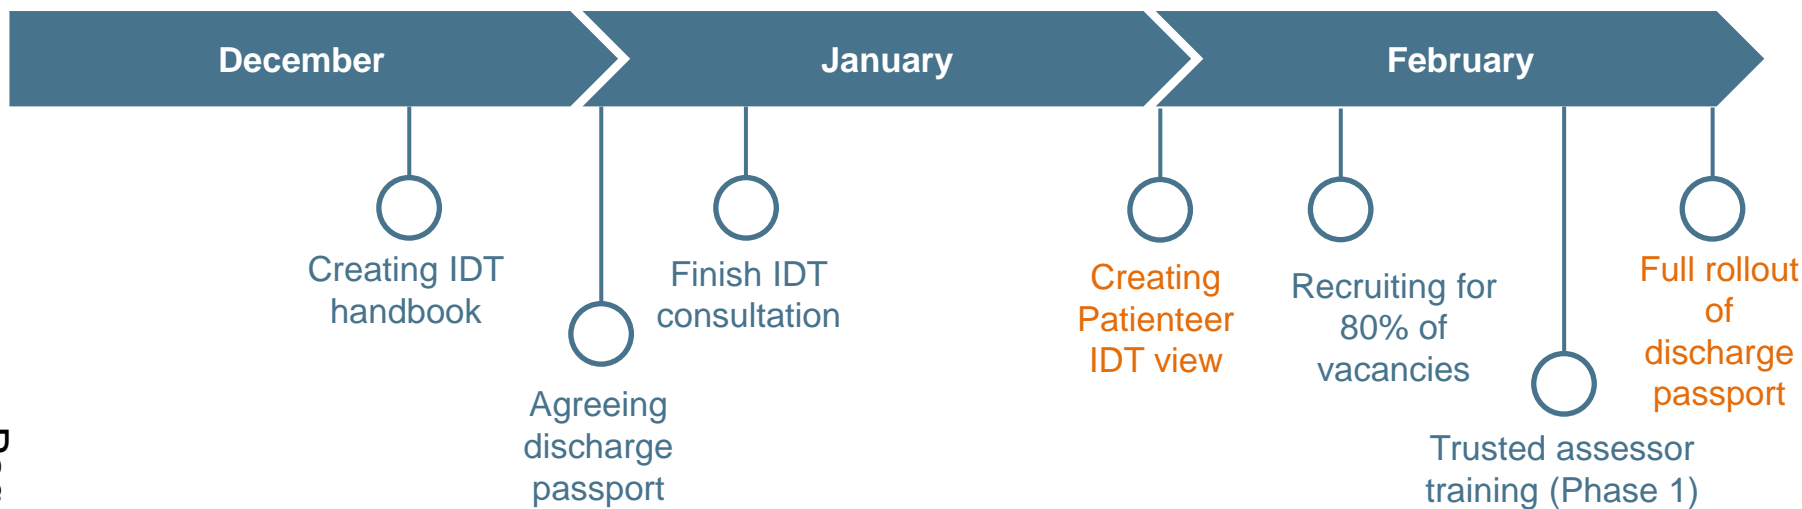 December
January
February
Creating IDT
handbook
Agreeing
discharge
passport
Finish IDT
consultation
Creating
Patienteer
IDT view
Recruiting for
80% of
vacancies
Trusted assessor
training (Phase 1)
Full rollout
of
discharge
passport